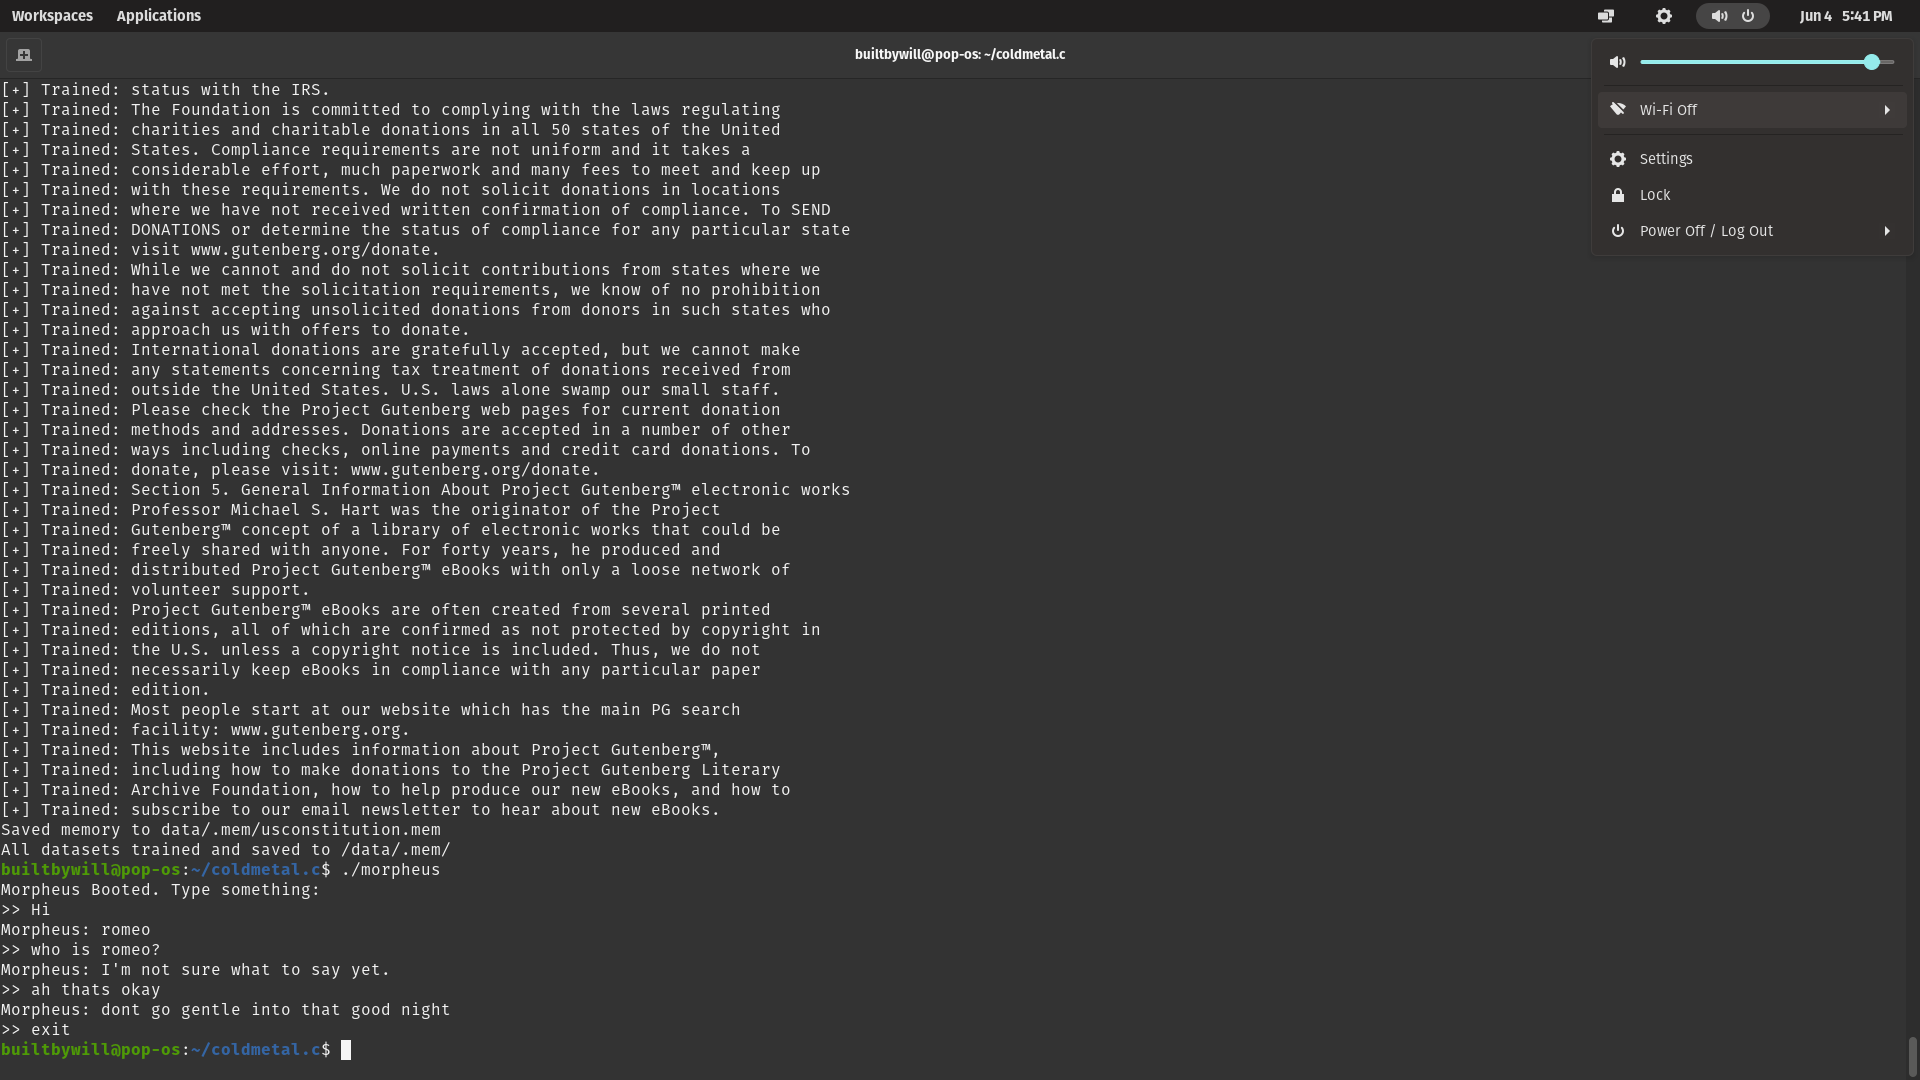 Workspaces Applications Jun 4 5:41 PM
builtbywill@pop-os: ~/coldmetal.c
Wi-Fi Off
Settings
Lock
Power Off / Log Out
[+] Trained: status with the IRS.
[+] Trained: The Foundation is committed to complying with the laws regulating
[+] Trained: charities and charitable donations in all 50 states of the United
[+] Trained: States. Compliance requirements are not uniform and it takes a
[+] Trained: considerable effort, much paperwork and many fees to meet and keep up
[+] Trained: with these requirements. We do not solicit donations in locations
[+] Trained: where we have not received written confirmation of compliance. To SEND
[+] Trained: DONATIONS or determine the status of compliance for any particular state
[+] Trained: visit www.gutenberg.org/donate.
[+] Trained: While we cannot and do not solicit contributions from states where we
[+] Trained: have not met the solicitation requirements, we know of no prohibition
[+] Trained: against accepting unsolicited donations from donors in such states who
[+] Trained: approach us with offers to donate.
[+] Trained: International donations are gratefully accepted, but we cannot make
[+] Trained: any statements concerning tax treatment of donations received from
[+] Trained: outside the United States. U.S. laws alone swamp our small staff.
[+] Trained: Please check the Project Gutenberg web pages for current donation
[+] Trained: methods and addresses. Donations are accepted in a number of other
[+] Trained: ways including checks, online payments and credit card donations. To
[+] Trained: donate, please visit: www.gutenberg.org/donate.
[+] Trained: Section 5. General Information About Project Gutenberg™ electronic works
[+] Trained: Professor Michael S. Hart was the originator of the Project
[+] Trained: Gutenberg™ concept of a library of electronic works that could be
[+] Trained: freely shared with anyone. For forty years, he produced and
[+] Trained: distributed Project Gutenberg™ eBooks with only a loose network of
[+] Trained: volunteer support.
[+] Trained: Project Gutenberg™ eBooks are often created from several printed
[+] Trained: editions, all of which are confirmed as not protected by copyright in
[+] Trained: the U.S. unless a copyright notice is included. Thus, we do not
[+] Trained: necessarily keep eBooks in compliance with any particular paper
[+] Trained: edition.
[+] Trained: Most people start at our website which has the main PG search
[+] Trained: facility: www.gutenberg.org.
[+] Trained: This website includes information about Project Gutenberg™,
[+] Trained: including how to make donations to the Project Gutenberg Literary
[+] Trained: Archive Foundation, how to help produce our new eBooks, and how to
[+] Trained: subscribe to our email newsletter to hear about new eBooks.
Saved memory to data/.mem/usconstitution.mem
All datasets trained and saved to /data/.mem/
builtbywill@pop-os:~/coldmetal.c$ ./morpheus
Morpheus Booted. Type something:
>> Hi
Morpheus: romeo
>> who is romeo?
Morpheus: I'm not sure what to say yet.
>> ah thats okay
Morpheus: dont go gentle into that good night
>> exit
builtbywill@pop-os:~/coldmetal.c$